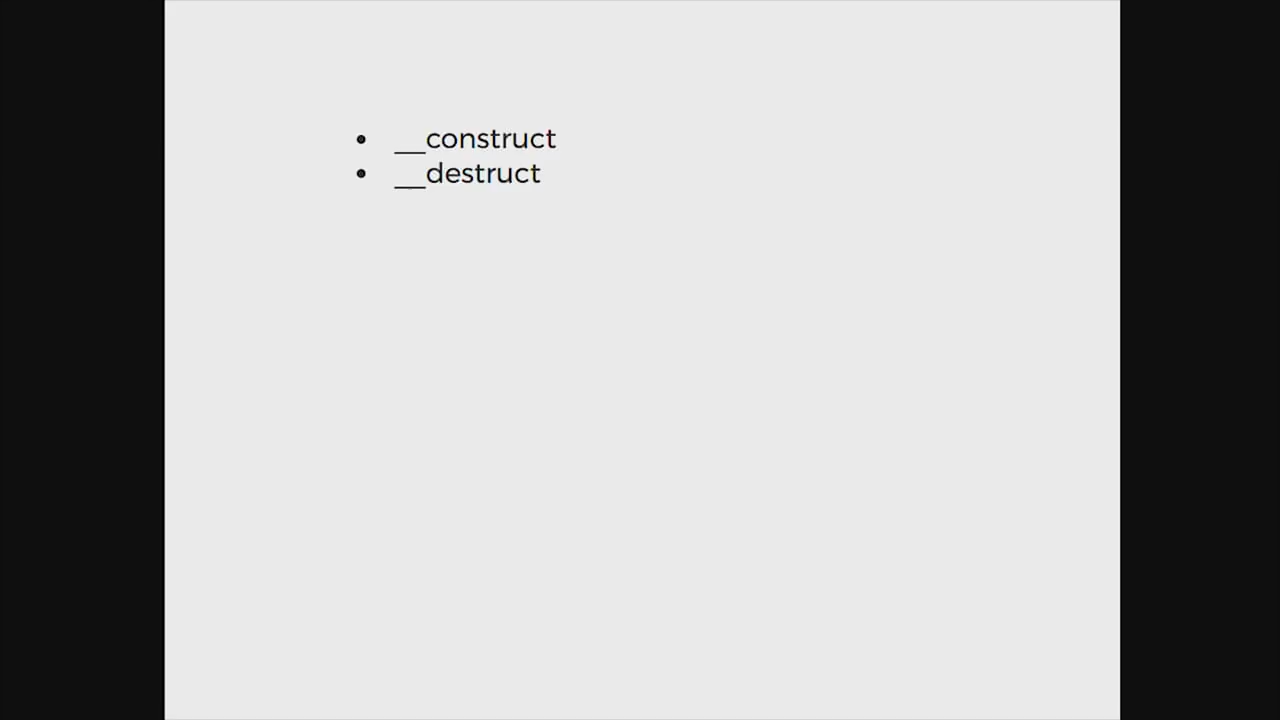 • __construct
• __destruct